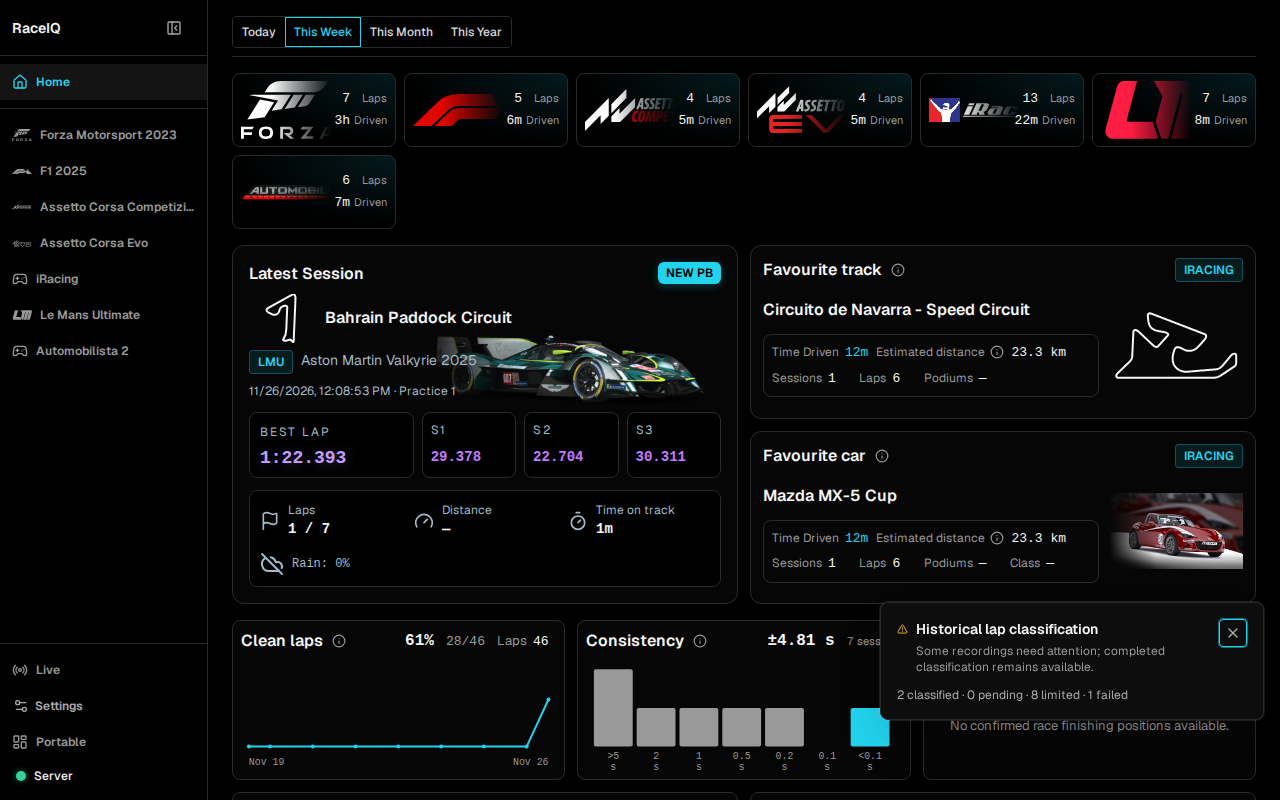 RaceIQ
Home
Forza Motorsport 2023
F1 2025
Assetto Corsa Competizi...
Assetto Corsa Evo
iRacing
Le Mans Ultimate
Automobilista 2
Live
Settings
Portable
Server
Today This Week This Month This Year
FORZA
7 Laps
3h Driven
5 Laps
6m Driven
ASSETT
COMPE
4 Laps
5m Driven
ASSETTO
EV
4 Laps
5m Driven
iRac
13 Laps
22m Driven
7 Laps
8m Driven
AUTOMOBIL
6 Laps
7m Driven
Latest Session NEW PB
Bahrain Paddock Circuit
LMU Aston Martin Valkyrie 2025
11/26/2026, 12:08:53 PM · Practice 1
BEST LAP
1:22.393
S1
29.378
S2
22.704
S3
30.311
Laps
1 / 7
Distance
—
Time on track
1m
Rain: 0%
Favourite track IRACING
Circuito de Navarra - Speed Circuit
Time Driven 12m Estimated distance 23.3 km
Sessions 1 Laps 6 Podiums —
Favourite car IRACING
Mazda MX-5 Cup
Time Driven 12m Estimated distance 23.3 km
Sessions 1 Laps 6 Podiums — Class —
Clean laps 61% 28/46 Laps 46
Nov 19 Nov 26
Consistency ±4.81 s 7 sess
>5 s
2 s
1 s
0.5 s
0.2 s
0.1 s
<0.1 s
Historical lap classification
Some recordings need attention; completed
classification remains available.
2 classified · 0 pending · 8 limited · 1 failed
No confirmed race finishing positions available.